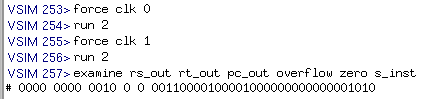 VSIM 253> force clk 0
VSIM 254> run 2
VSIM 255> force clk 1
VSIM 256> run 2
VSIM 257> examine rs_out rt_out pc_out overflow zero s_inst
# 0000 0000 0010 0 0 00110000100001000000000000001010